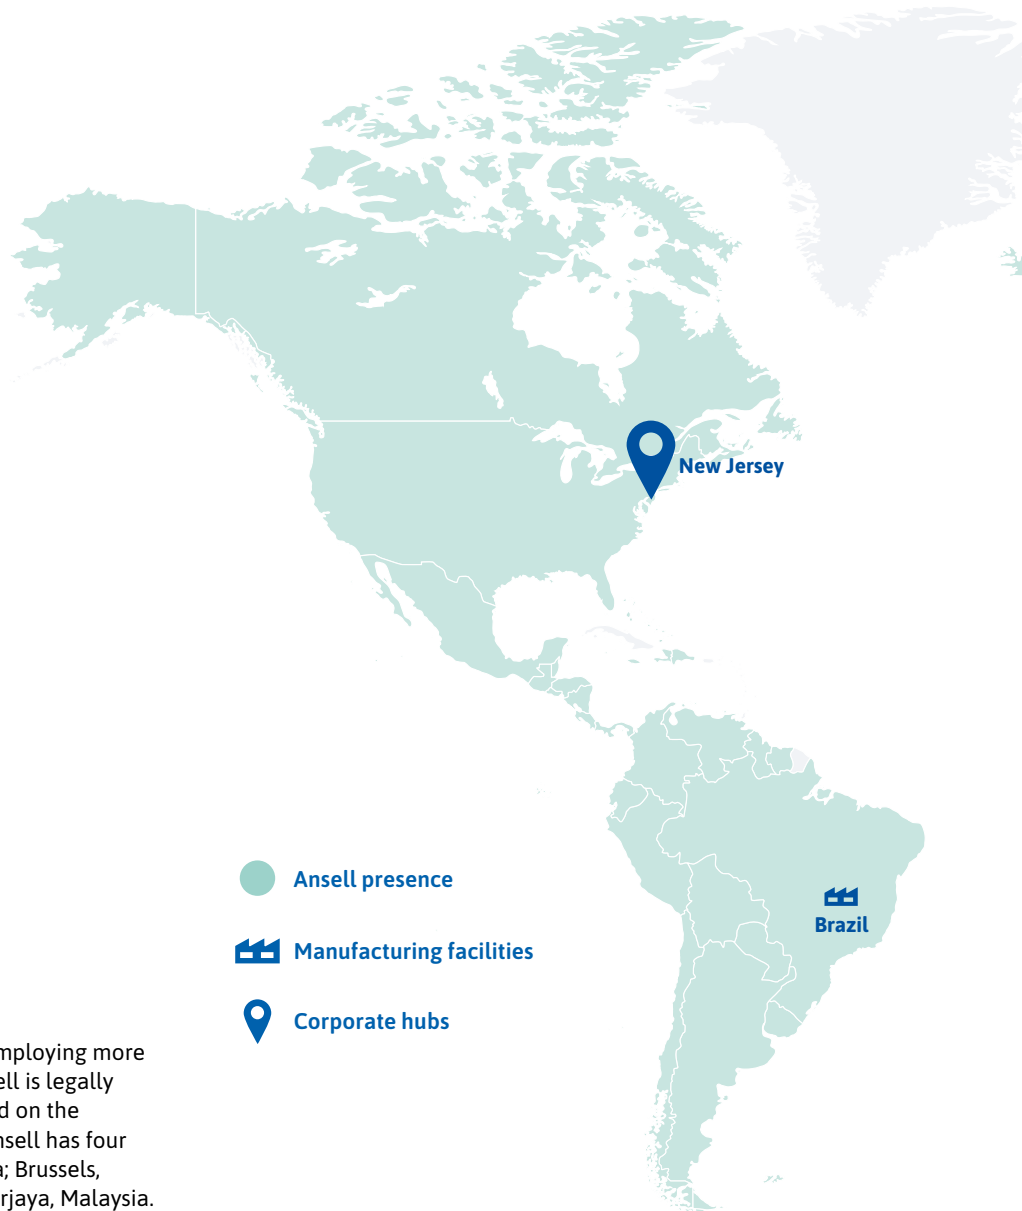 New Jersey
Ansell presence
Brazil
Manufacturing facilities
Corporate hubs
mploying more
ell is legally
d on the
nsell has four
a; Brussels,
rjaya, Malaysia.